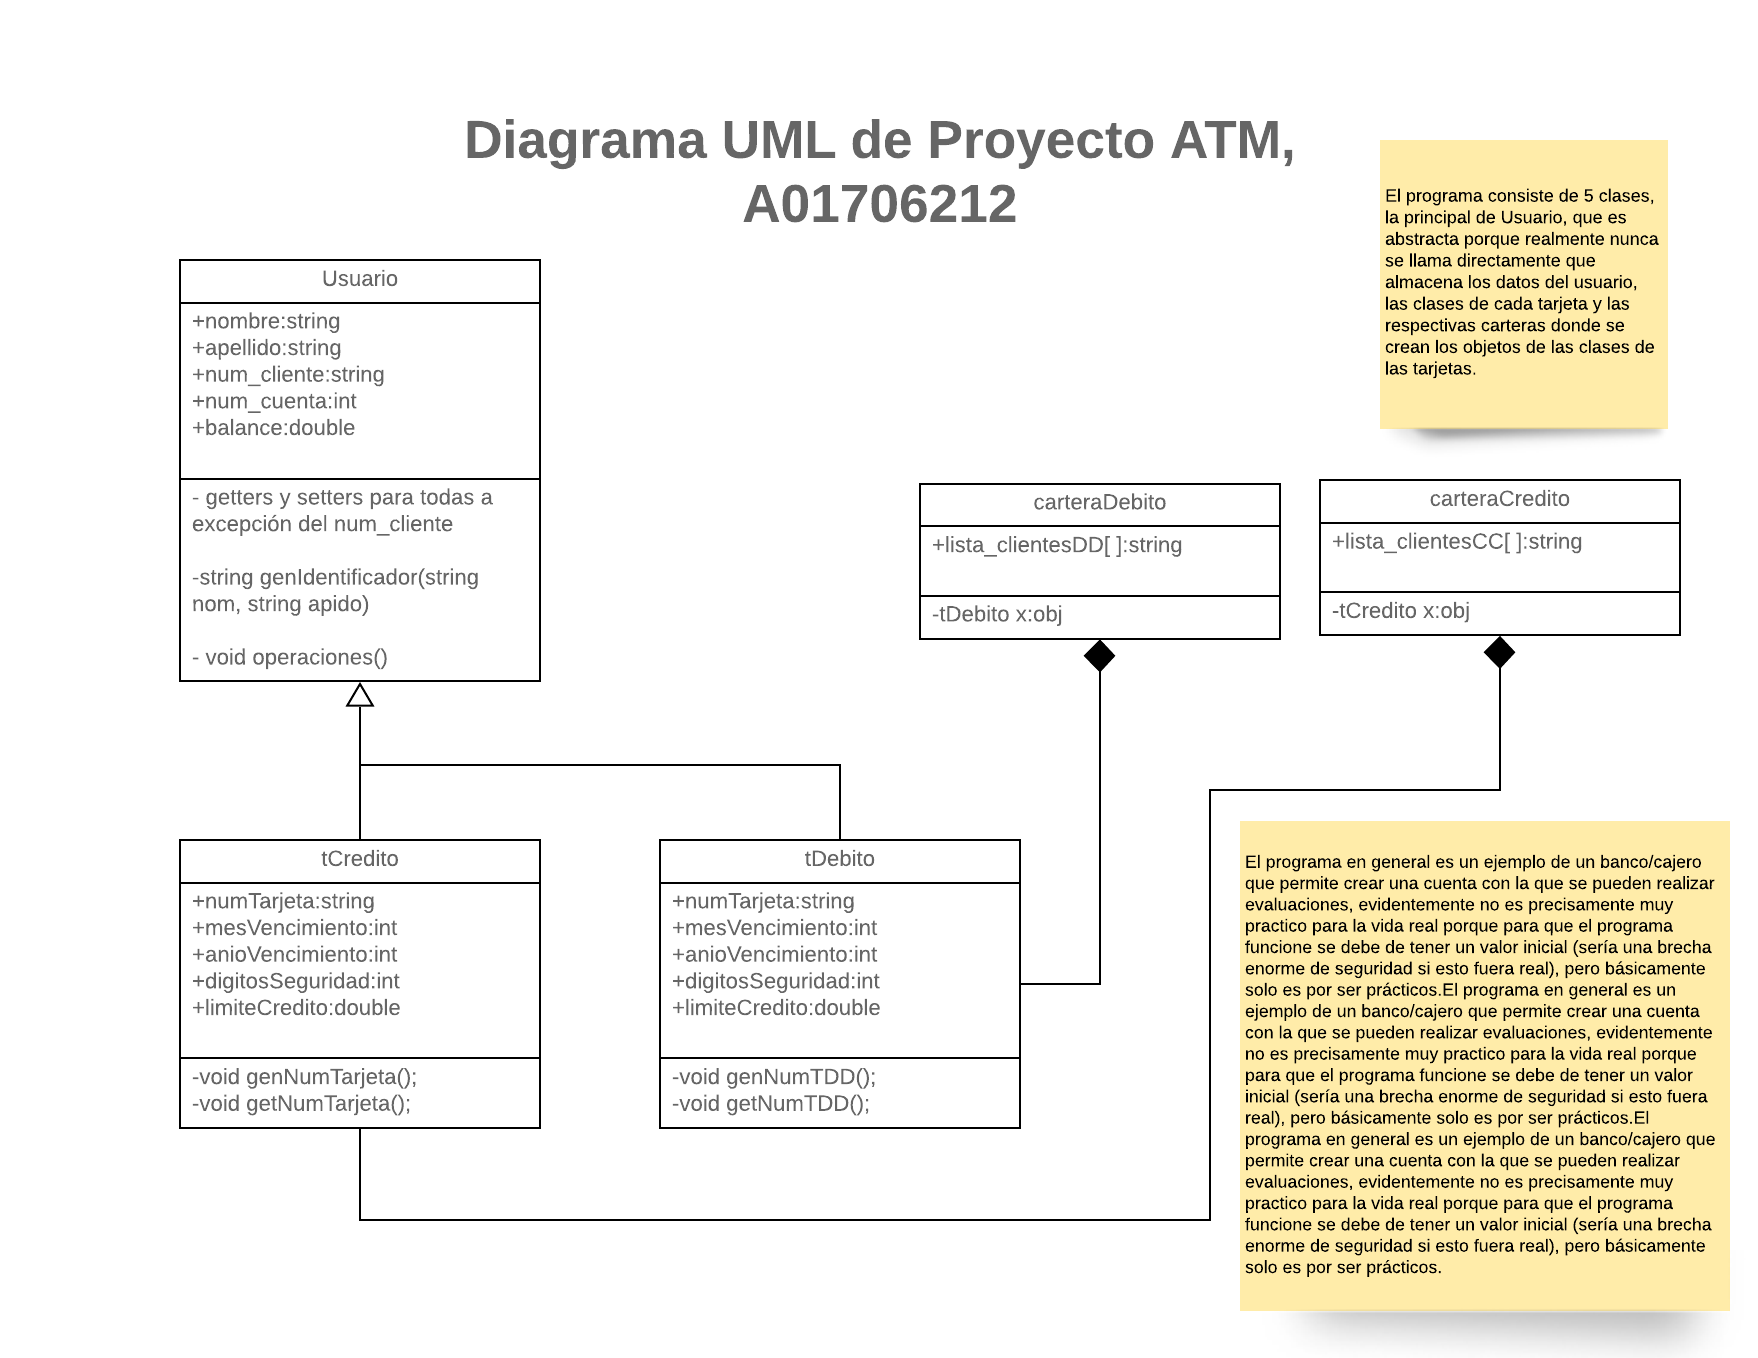 Diagrama UML de Proyecto ATM,
A01706212
El programa consiste de 5 clases,
la principal de Usuario, que es
abstracta porque realmente nunca
se llama directamente que
almacena los datos del usuario,
las clases de cada tarjeta y las
respectivas carteras donde se
crean los objetos de las clases de
las tarjetas.
Usuario
+nombre:string
+apellido:string
+num_cliente:string
+num_cuenta:int
+balance:double
- getters y setters para todas a
excepción del num_cliente
-string genIdentificador(string
nom, string apido)
- void operaciones()
carteraDebito
+lista_clientesDD[ ]:string
-tDebito x:obj
carteraCredito
+lista_clientesCC[ ]:string
-tCredito x:obj
tCredito
+numTarjeta:string
+mesVencimiento:int
+anioVencimiento:int
+digitosSeguridad:int
+limiteCredito:double
-void genNumTarjeta();
-void getNumTarjeta();
tDebito
+numTarjeta:string
+mesVencimiento:int
+anioVencimiento:int
+digitosSeguridad:int
+limiteCredito:double
-void genNumTDD();
-void getNumTDD();
El programa en general es un ejemplo de un banco/cajero
que permite crear una cuenta con la que se pueden realizar
evaluaciones, evidentemente no es precisamente muy
practico para la vida real porque para que el programa
funcione se debe de tener un valor inicial (sería una brecha
enorme de seguridad si esto fuera real), pero básicamente
solo es por ser prácticos.El programa en general es un
ejemplo de un banco/cajero que permite crear una cuenta
con la que se pueden realizar evaluaciones, evidentemente
no es precisamente muy practico para la vida real porque
para que el programa funcione se debe de tener un valor
inicial (sería una brecha enorme de seguridad si esto fuera
real), pero básicamente solo es por ser prácticos.El
programa en general es un ejemplo de un banco/cajero que
permite crear una cuenta con la que se pueden realizar
evaluaciones, evidentemente no es precisamente muy
practico para la vida real porque para que el programa
funcione se debe de tener un valor inicial (sería una brecha
enorme de seguridad si esto fuera real), pero básicamente
solo es por ser prácticos.